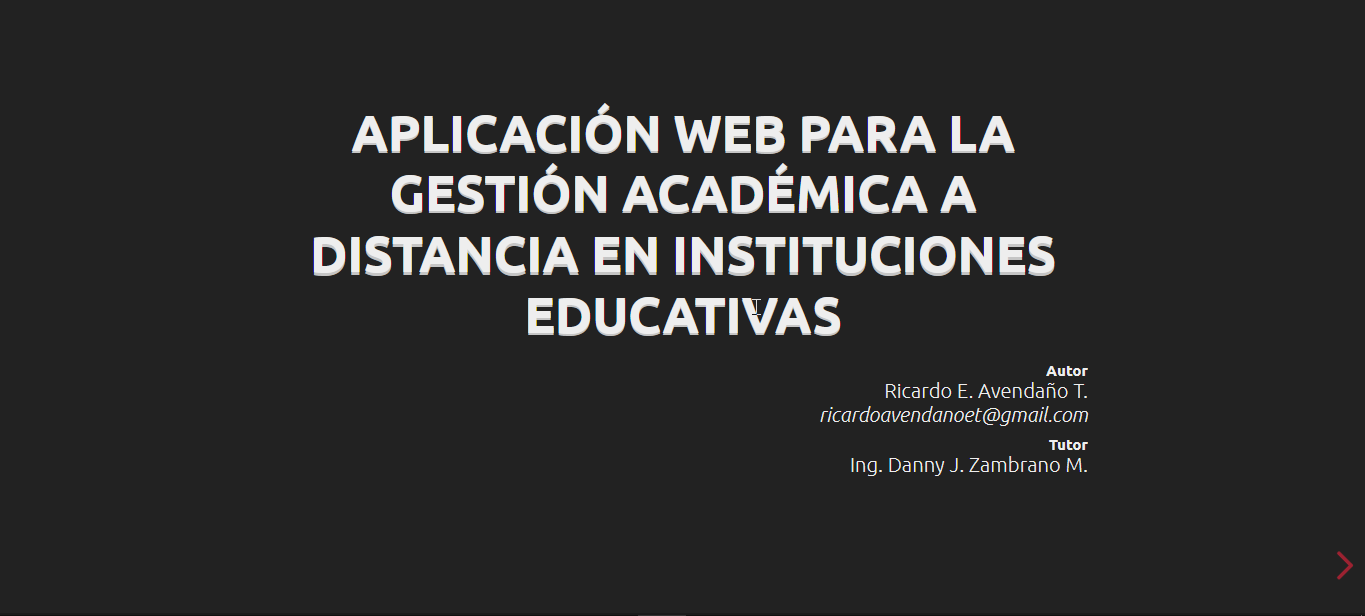 APLICACIÓN WEB PARA LA
GESTIÓN ACADÉMICA A
DISTANCIA EN INSTITUCIONES
EDUCATIVAS
Autor
Ricardo E. Avendaño T.
ricardoavendanoet@gmail.com
Tutor
Ing. Danny J. Zambrano M.